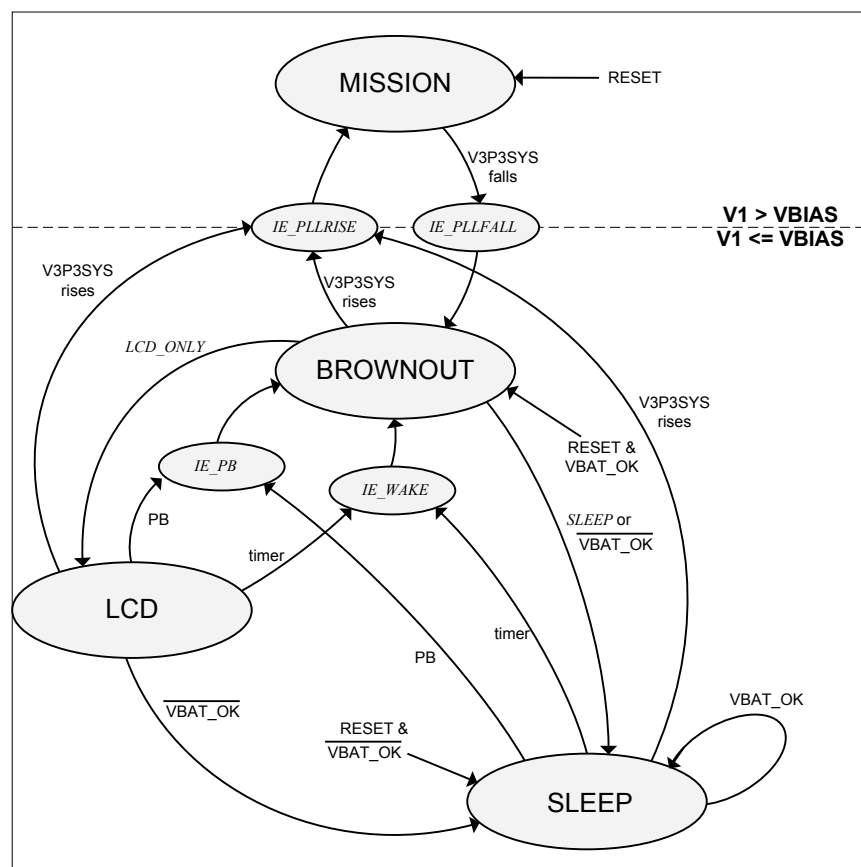 MISSION
RESET
V3P3SYS
falls
V1 > VBIAS
IE_PLLRISE
IE_PLLFALL
V1 <= VBIAS
V3P3SYS
rises
V3P3SYS
rises
LCD_ONLY
BROWNOUT
V3P3SYS
rises
RESET &
VBAT_OK
IE_PB
IE_WAKE
PB
SLEEP or
VBAT_OK
timer
LCD
timer
PB
VBAT_OK
RESET &
VBAT_OK
VBAT_OK
SLEEP